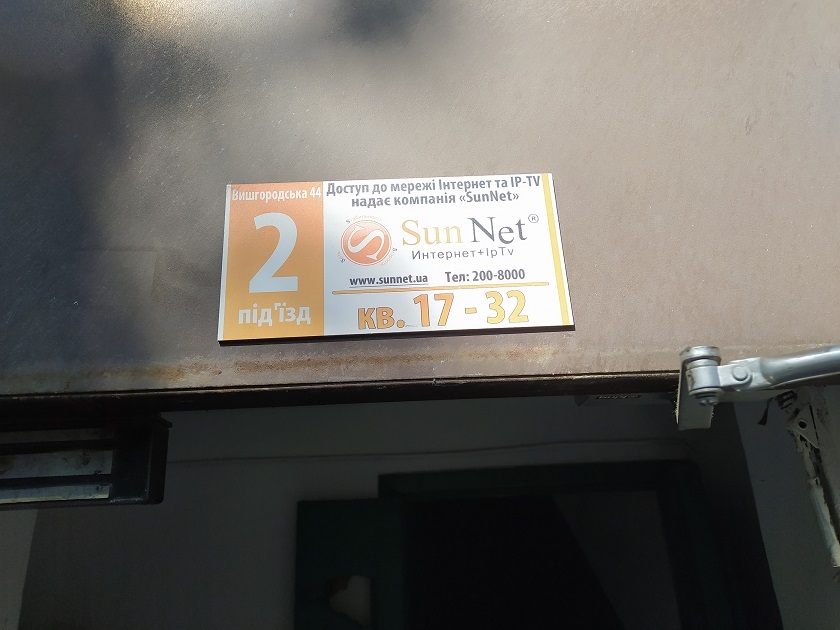 Вишгородська 44
2
під'їзд
Доступ до мережі Інтернет та IP-TV
надає компанія «SunNet»
Sun Net®
Интернет+IpTv
www.sunnet.ua Тел: 200-8000
кв. 17 - 32